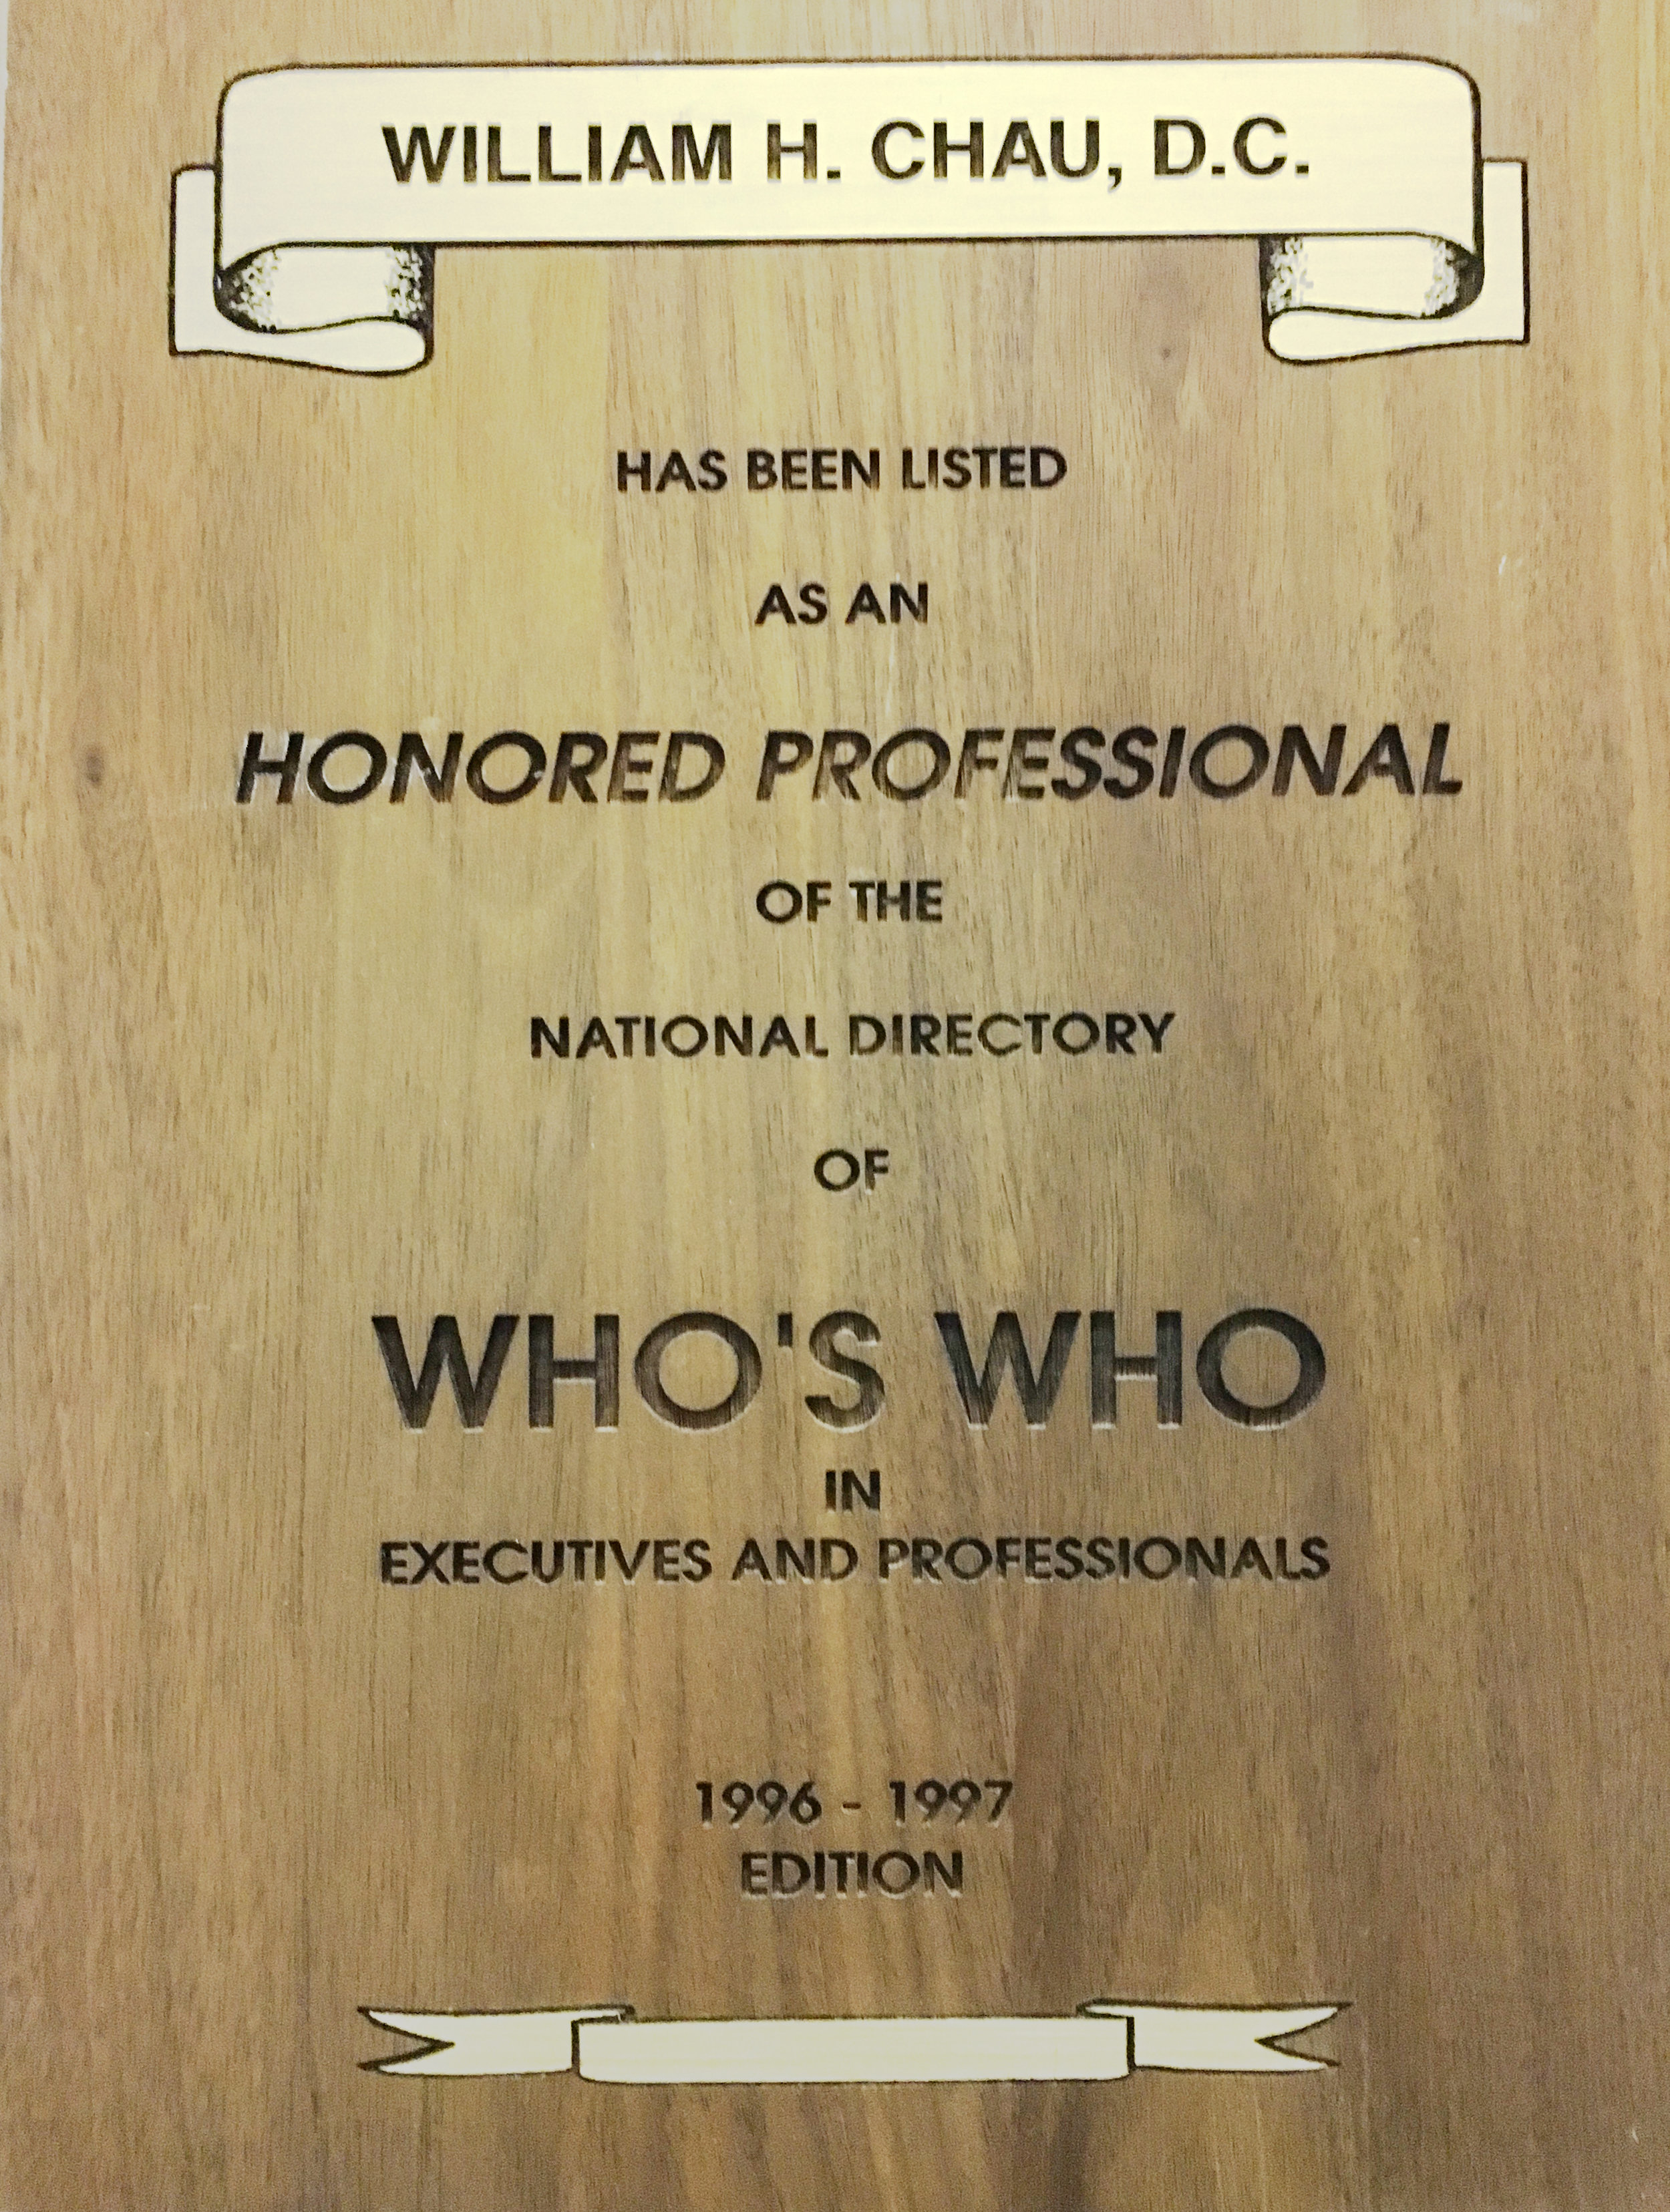 WILLIAM H. CHAU, D.C.
HAS BEEN LISTED
AS AN
HONORED PROFESSIONAL
OF THE
NATIONAL DIRECTORY
OF
WHO'S WHO
IN
EXECUTIVES AND PROFESSIONALS
1996 - 1997
EDITION